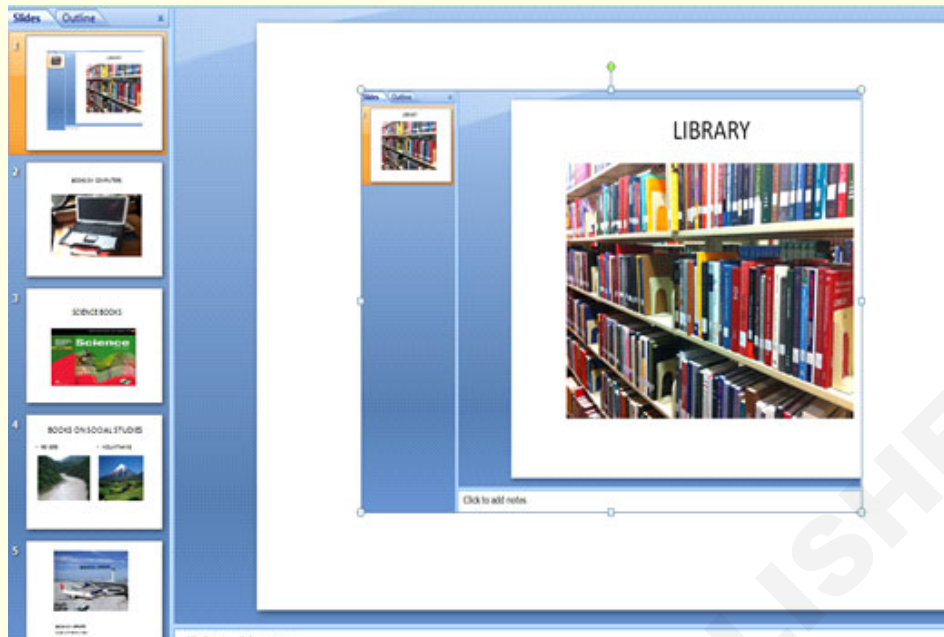 Slides Outline x
1
2
BOOKS ON COMPUTERS
3
SCIENCE BOOKS
Science
4
BOOKS ON SOCIAL STUDIES
5
Slides Outline x
LIBRARY
LIBRARY
Click to add notes